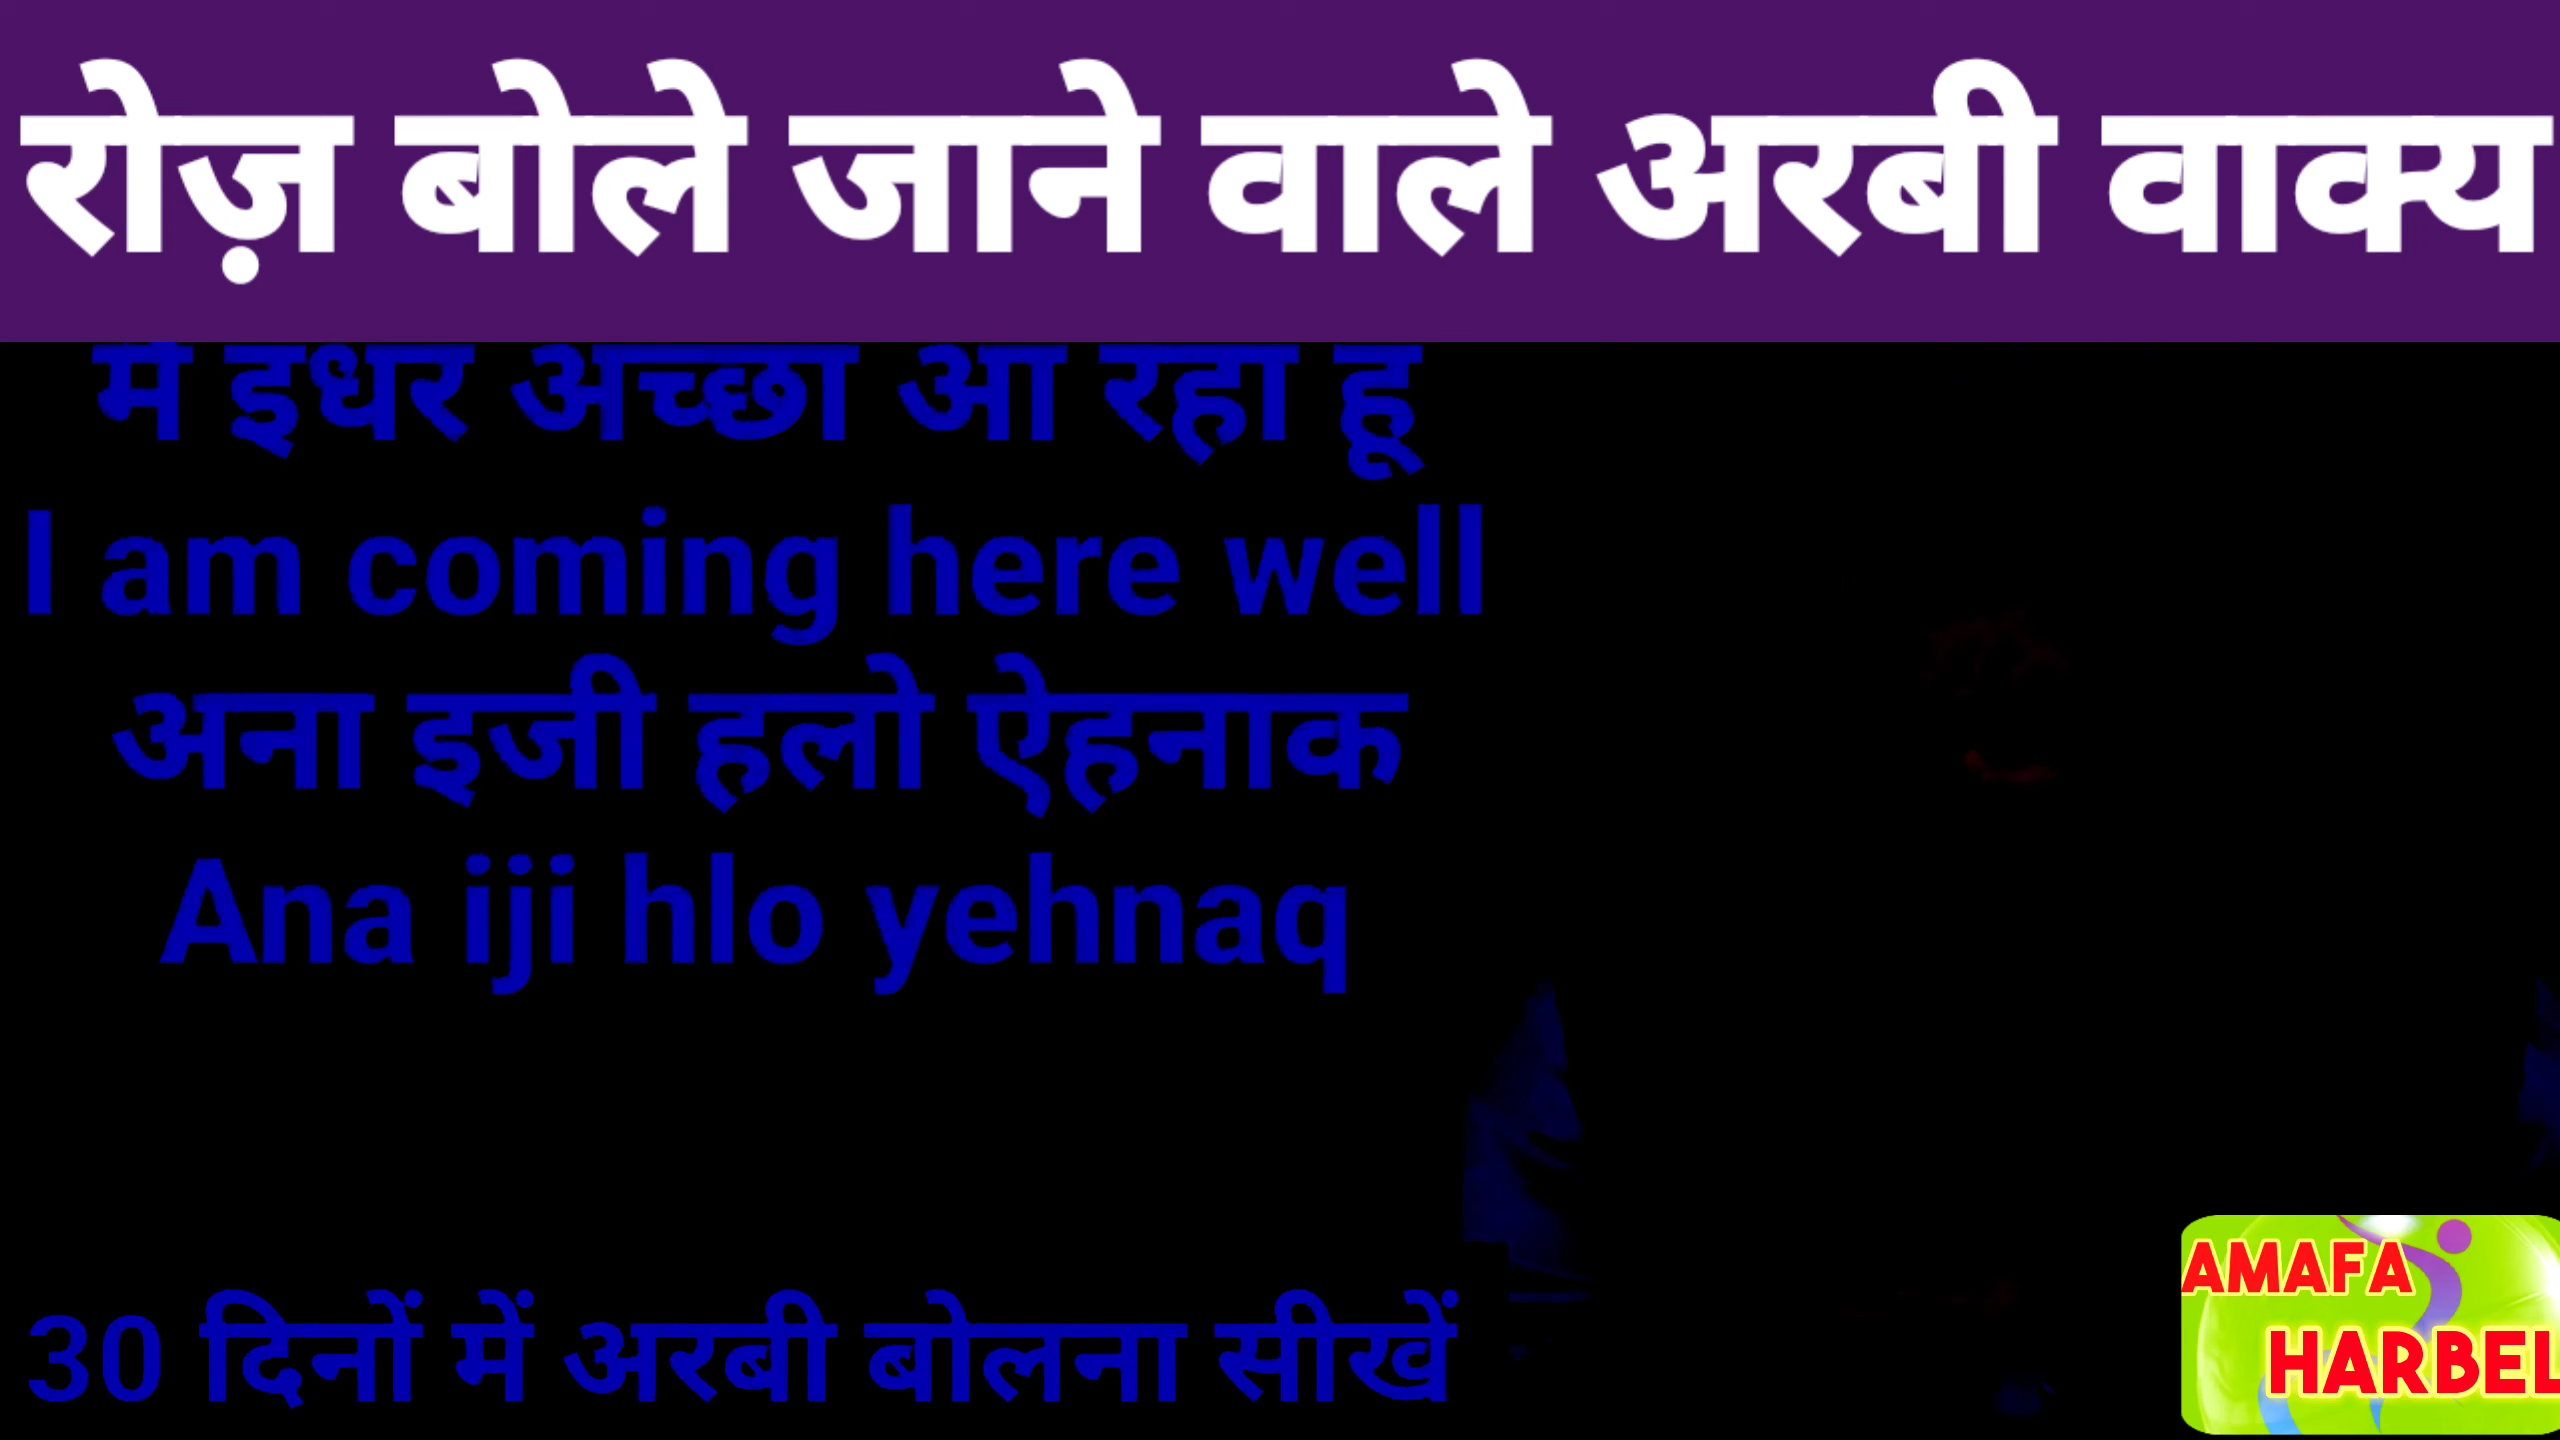 रोज़ बोले जाने वाले अरबी वाक्य
मै इधर अच्छा आ रहा हू
I am coming here well
अना इजी हलो ऐहनाक
Ana iji hlo yehnaq
30 दिनों में अरबी बोलना सीखें
AMAFA
HARBEL